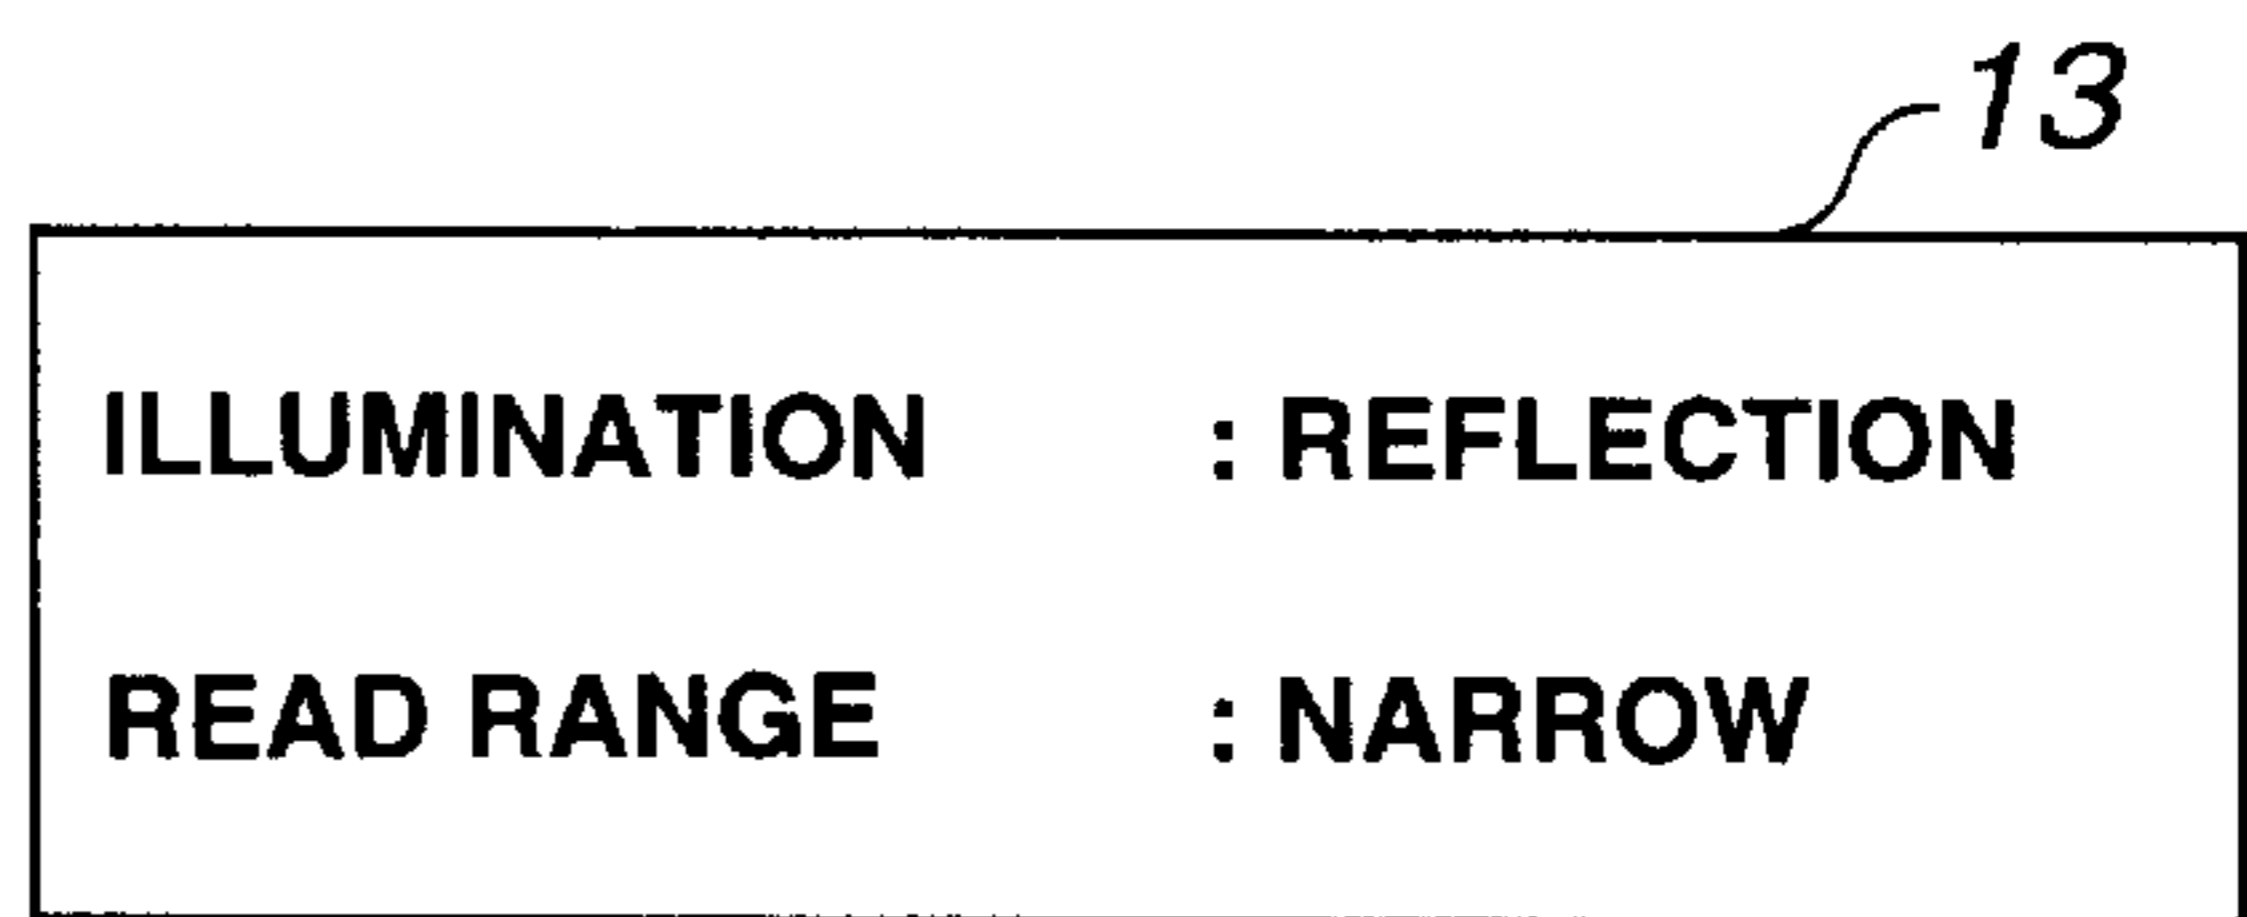 13
ILLUMINATION : REFLECTION
READ RANGE : NARROW